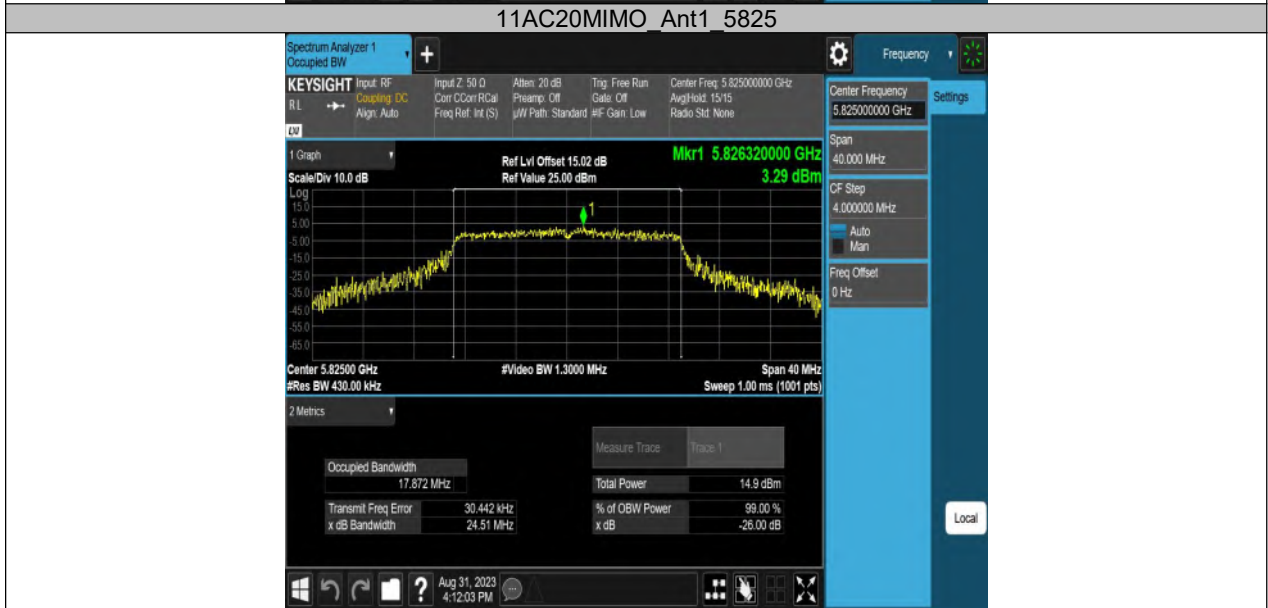 11AC20MIMO_Ant1_5825
Spectrum Analyzer 1
Occupied BW
+
Frequency
KEYSIGHT
Input: RF
Coupling: DC
Align: Auto
RL
LXI
Input Z: 50 Ω
Corr CCorr RCal
Freq Ref: Int (S)
Atten: 20 dB
Preamp: Off
µW Path: Standard
Trig: Free Run
Gate: Off
#IF Gain: Low
Center Freq: 5.825000000 GHz
Avg|Hold: 15/15
Radio Std: None
Center Frequency
5.825000000 GHz
Settings
Span
40.000 MHz
CF Step
4.000000 MHz
Auto
Man
Freq Offset
0 Hz
1 Graph
Scale/Div 10.0 dB
Ref Lvl Offset 15.02 dB
Ref Value 25.00 dBm
Mkr1 5.826320000 GHz
3.29 dBm
Log
15.0
5.00
-5.00
-15.0
-25.0
-35.0
-45.0
-55.0
-65.0
1
Center 5.82500 GHz
#Res BW 430.00 kHz
#Video BW 1.3000 MHz
Span 40 MHz
Sweep 1.00 ms (1001 pts)
2 Metrics
Measure Trace
Trace 1
Occupied Bandwidth
17.872 MHz
Total Power
14.9 dBm
Transmit Freq Error
30.442 kHz
% of OBW Power
99.00 %
x dB Bandwidth
24.51 MHz
x dB
-26.00 dB
Local
?
Aug 31, 2023
4:12:03 PM